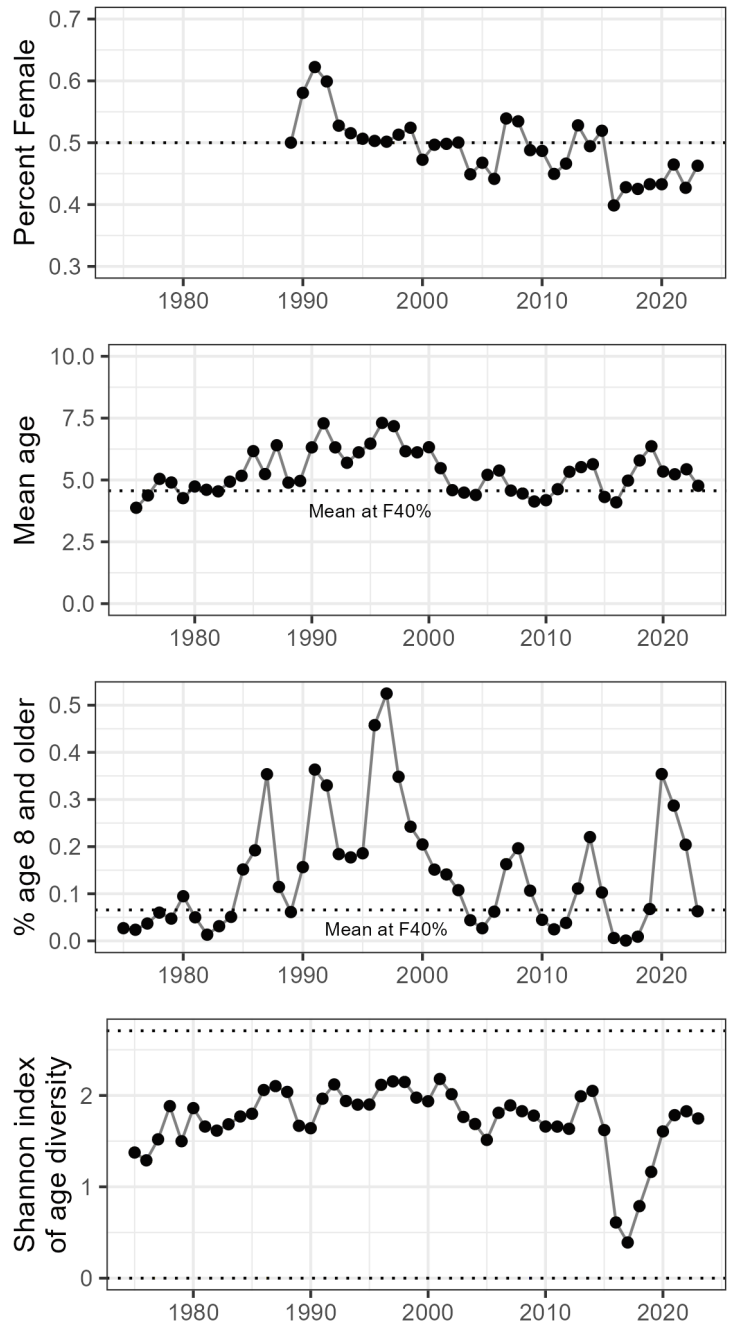 Percent Female
0.7
0.6
0.5
0.4
0.3
1980 1990 2000 2010 2020
Mean age
10.0
7.5
5.0
2.5
0.0
Mean at F40%
1980 1990 2000 2010 2020
% age 8 and older
0.5
0.4
0.3
0.2
0.1
0.0
Mean at F40%
1980 1990 2000 2010 2020
Shannon index
of age diversity
2
1
0
1980 1990 2000 2010 2020